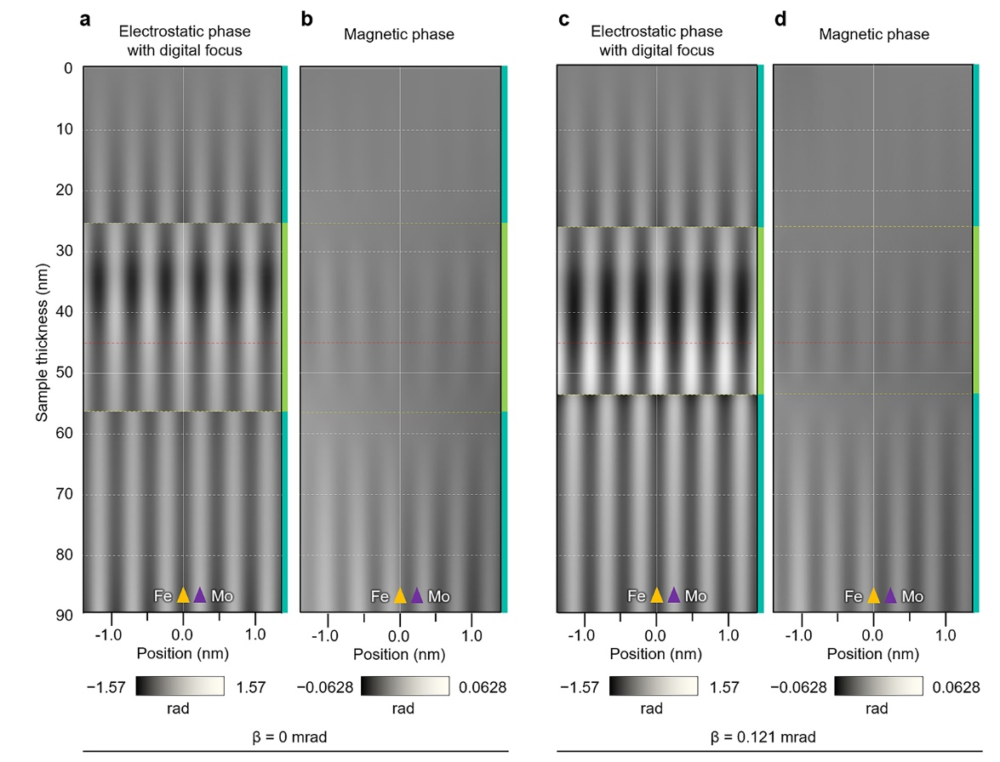 a
Electrostatic phase
with digital focus
b
Magnetic phase
c
Electrostatic phase
with digital focus
d
Magnetic phase
Sample thickness (nm)
0
10
20
30
40
50
60
70
80
90
Fe Mo
Fe Mo
Fe Mo
Fe Mo
-1.0 0.0 1.0
-1.0 0.0 1.0
-1.0 0.0 1.0
-1.0 0.0 1.0
Position (nm)
Position (nm)
Position (nm)
Position (nm)
−1.57 1.57
−0.0628 0.0628
−1.57 1.57
−0.0628 0.0628
rad
rad
rad
rad
β = 0 mrad
β = 0.121 mrad